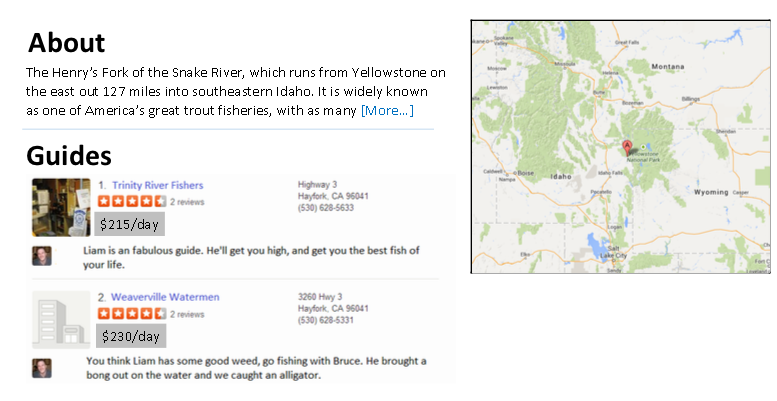 About
The Henry's Fork of the Snake River, which runs from Yellowstone on
the east out 127 miles into southeastern Idaho. It is widely known
as one of America's great trout fisheries, with as many [More...]
Guides
1. Trinity River Fishers
2 reviews
$215/day
Highway 3
Hayfork, CA 96041
(530) 628-5633
Liam is an fabulous guide. He'll get you high, and get you the best fish of
your life.
2. Weaverville Watermen
2 reviews
$230/day
3260 Hwy 3
Hayfork, CA 96041
(530) 628-5331
You think Liam has some good weed, go fishing with Bruce. He brought a
bong out on the water and we caught an alligator.
Spokane
Valley
Great Falls
Moscow
Missoula
Montana
Helena
Lewiston
Butte
Bozeman
Billings
Sheridan
A
Yellowstone
National Park
Cody
Caldwell
Boise
Nampa
Idaho
Idaho Falls
Pocatello
Wyoming
Casper
Logan
Elko
Salt
Lake City
Sandy
Fort C
Loveland